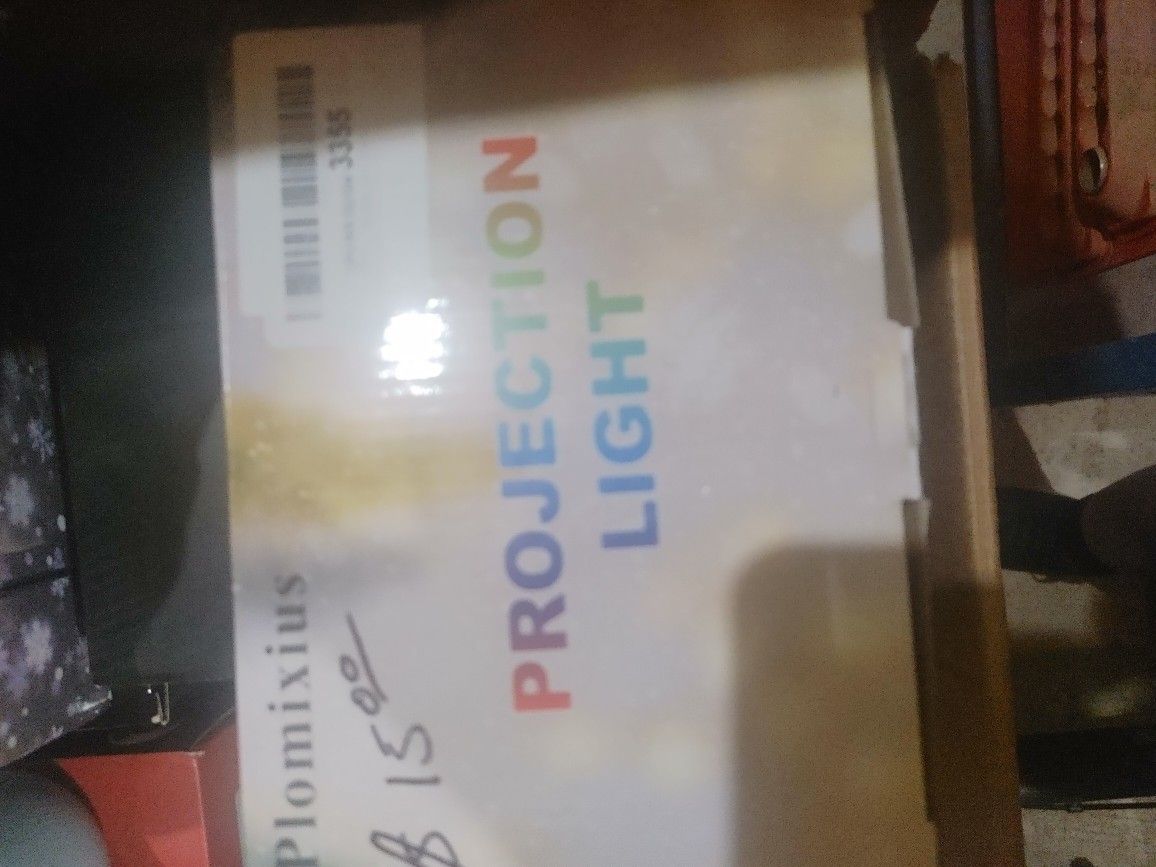 3355
Plomixius
$ 15.00
PROJECTION
LIGHT